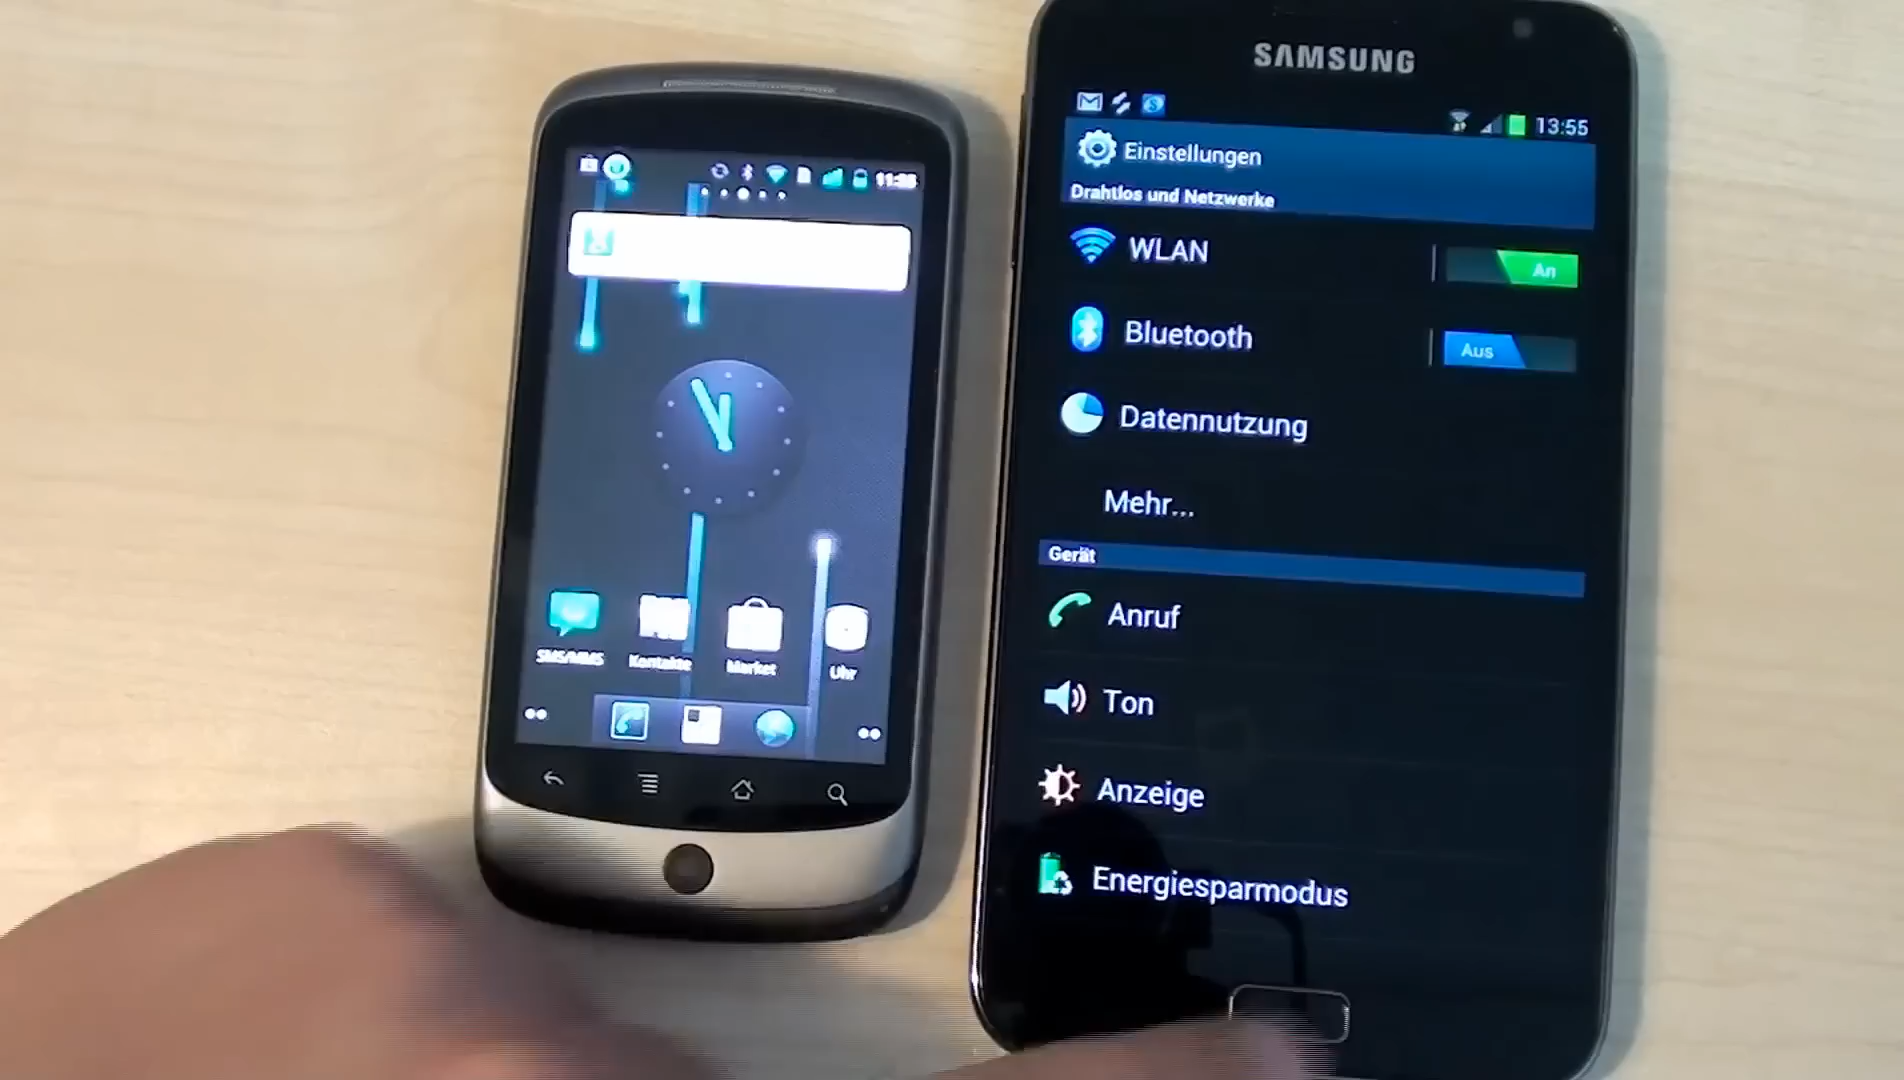 SMS/MMS
Kontakte
Market
Uhr
SAMSUNG
13:55
Einstellungen
Drahtlos und Netzwerke
WLAN
An
Bluetooth
Aus
Datennutzung
Mehr...
Gerät
Anruf
Ton
Anzeige
Energiesparmodus